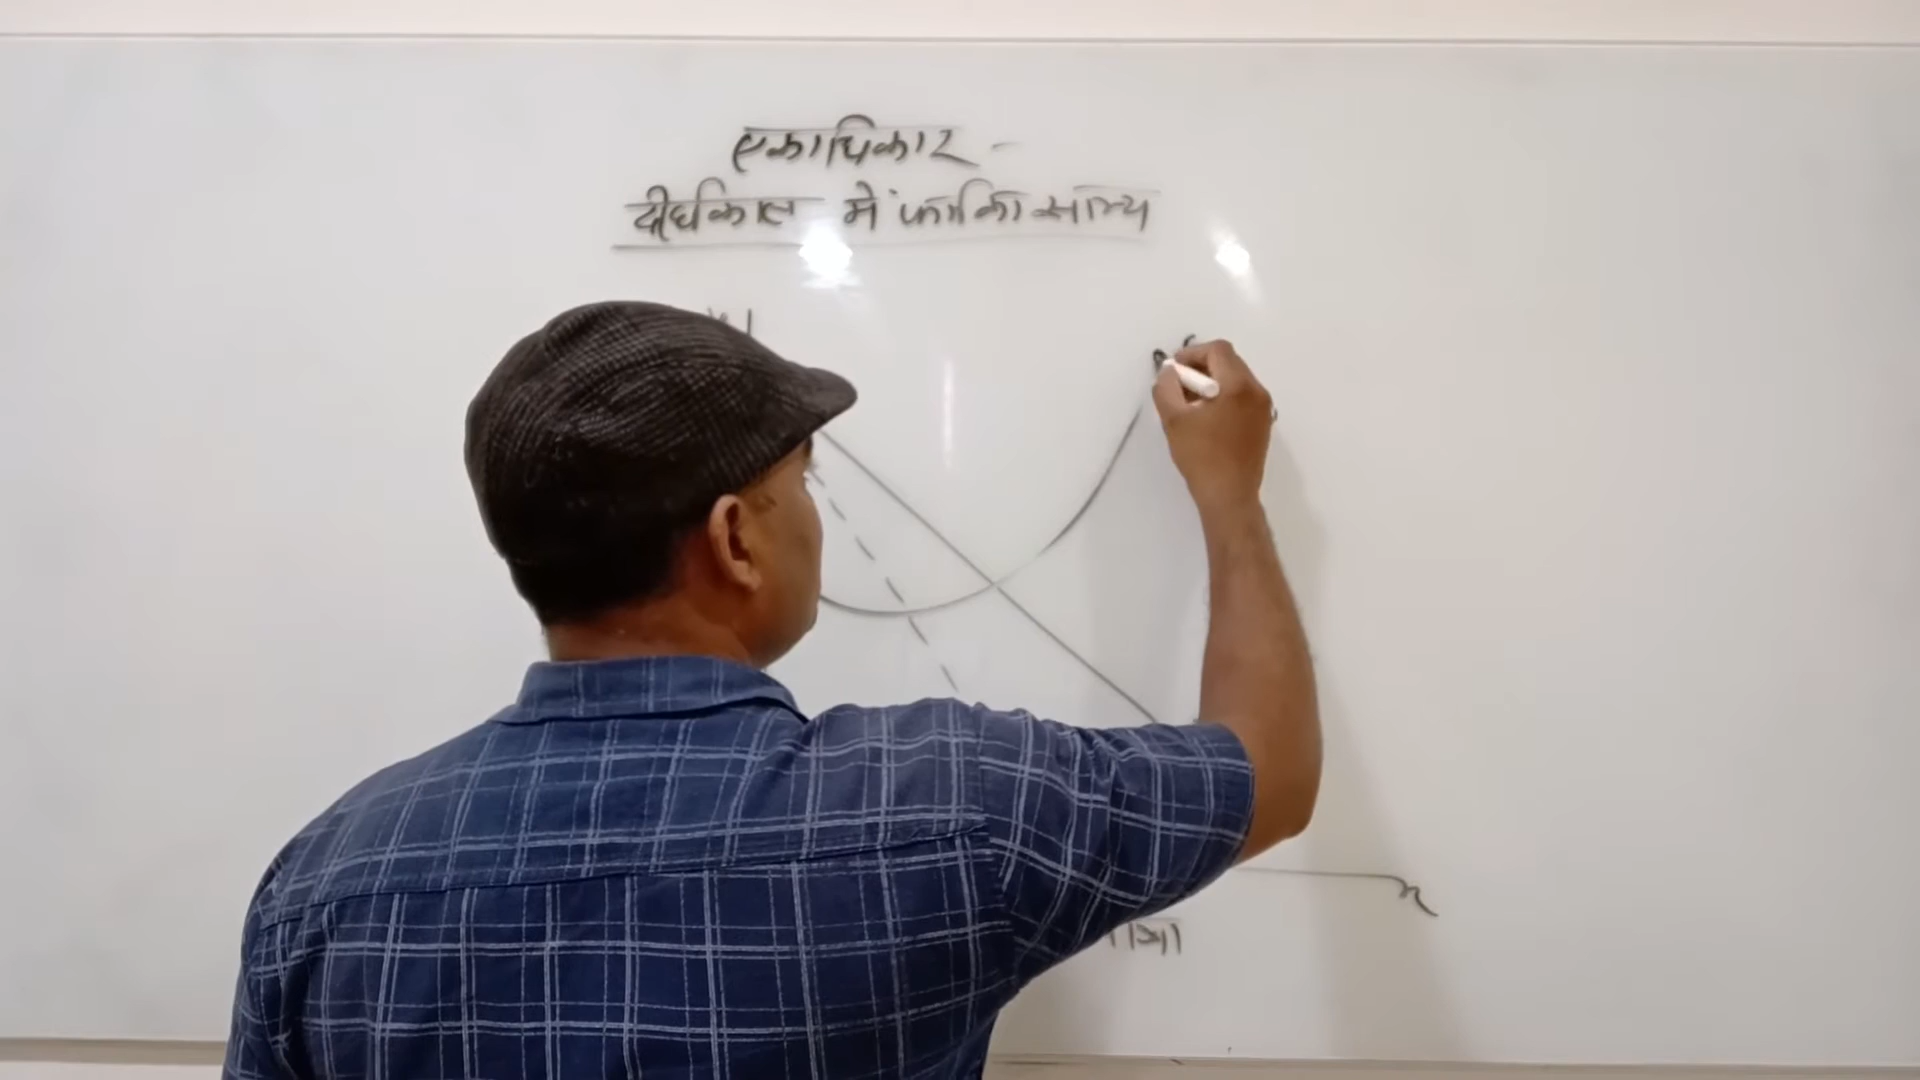 एकाधिकार -
दीर्घकाल में फर्म का साम्य
x